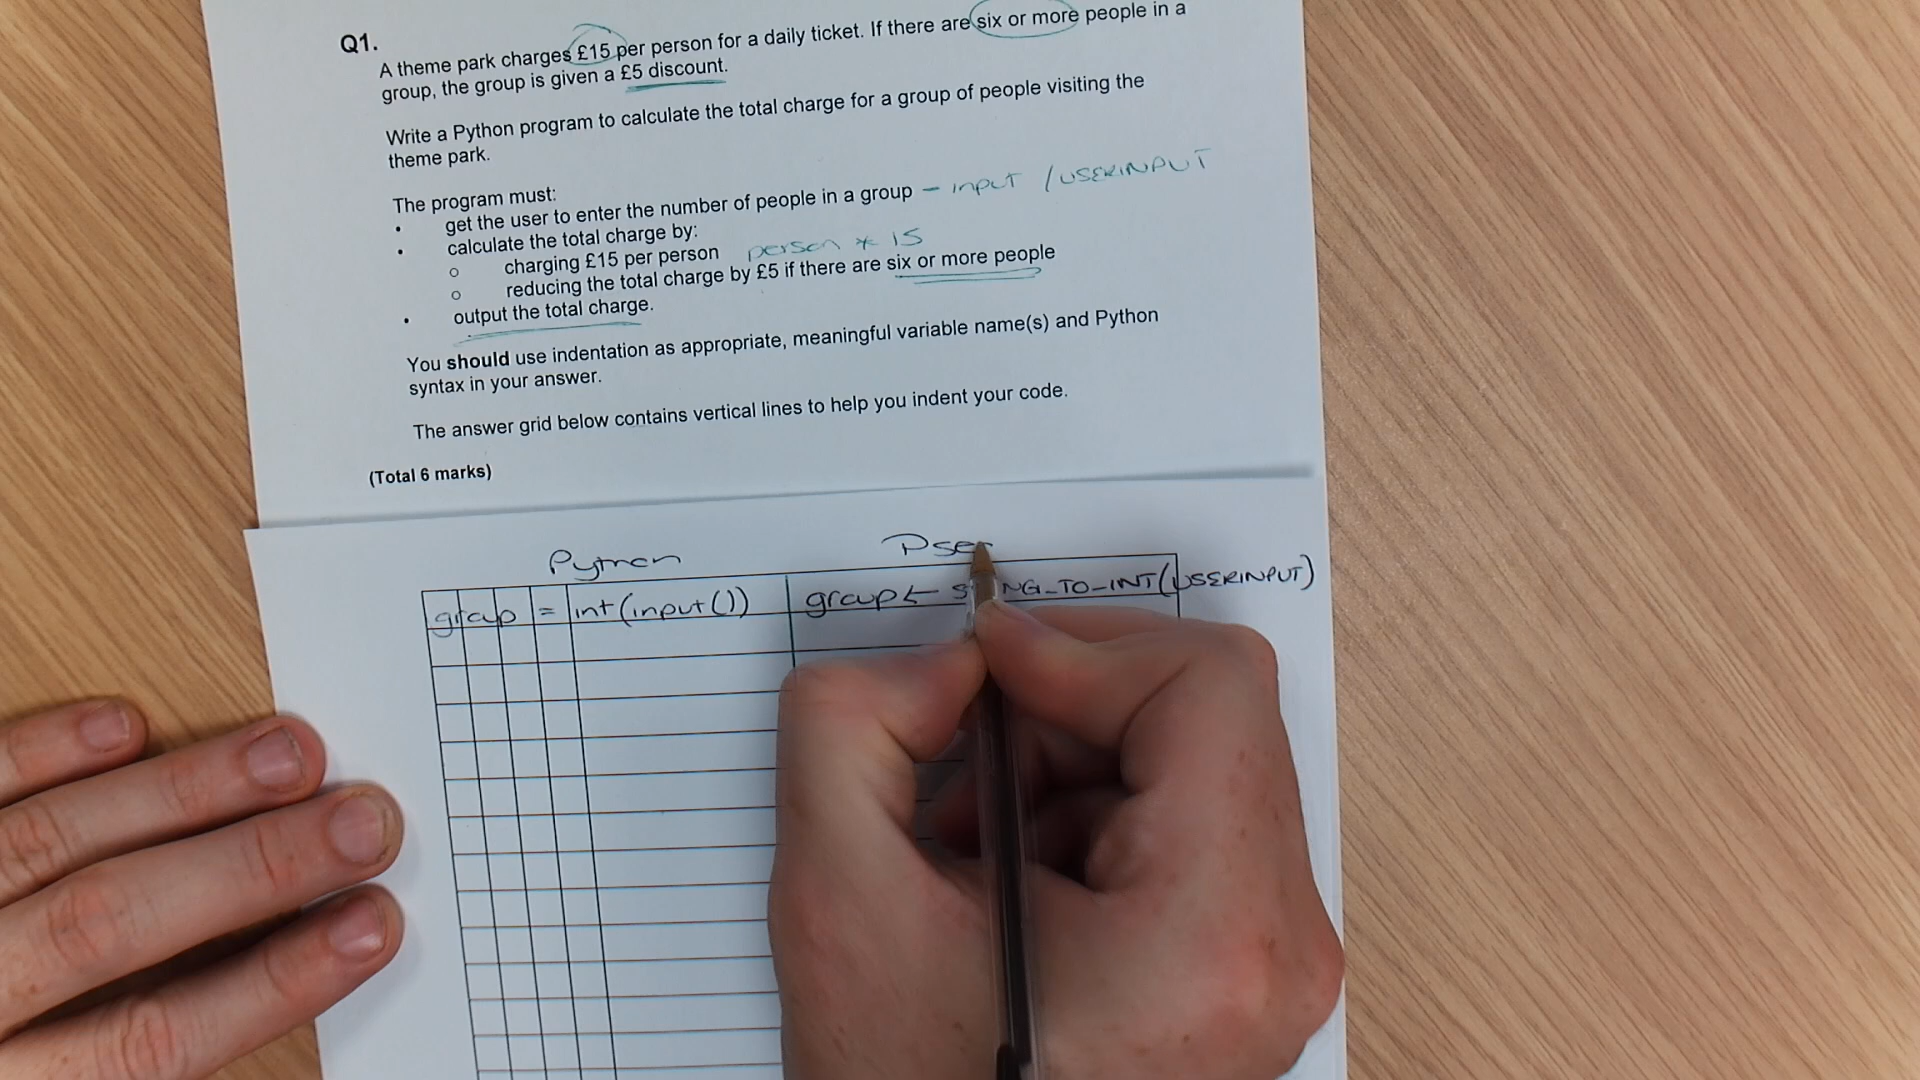 Q1.
A theme park charges £15 per person for a daily ticket. If there are six or more people in a
group, the group is given a £5 discount.
Write a Python program to calculate the total charge for a group of people visiting the
theme park.
The program must:
• get the user to enter the number of people in a group – input / USERINPUT
• calculate the total charge by:
o charging £15 per person person * 15
o reducing the total charge by £5 if there are six or more people
• output the total charge.
You should use indentation as appropriate, meaningful variable name(s) and Python
syntax in your answer.
The answer grid below contains vertical lines to help you indent your code.
(Total 6 marks)
Python Pse
group = int(input()) group ← S NG_TO_INT(USERINPUT)